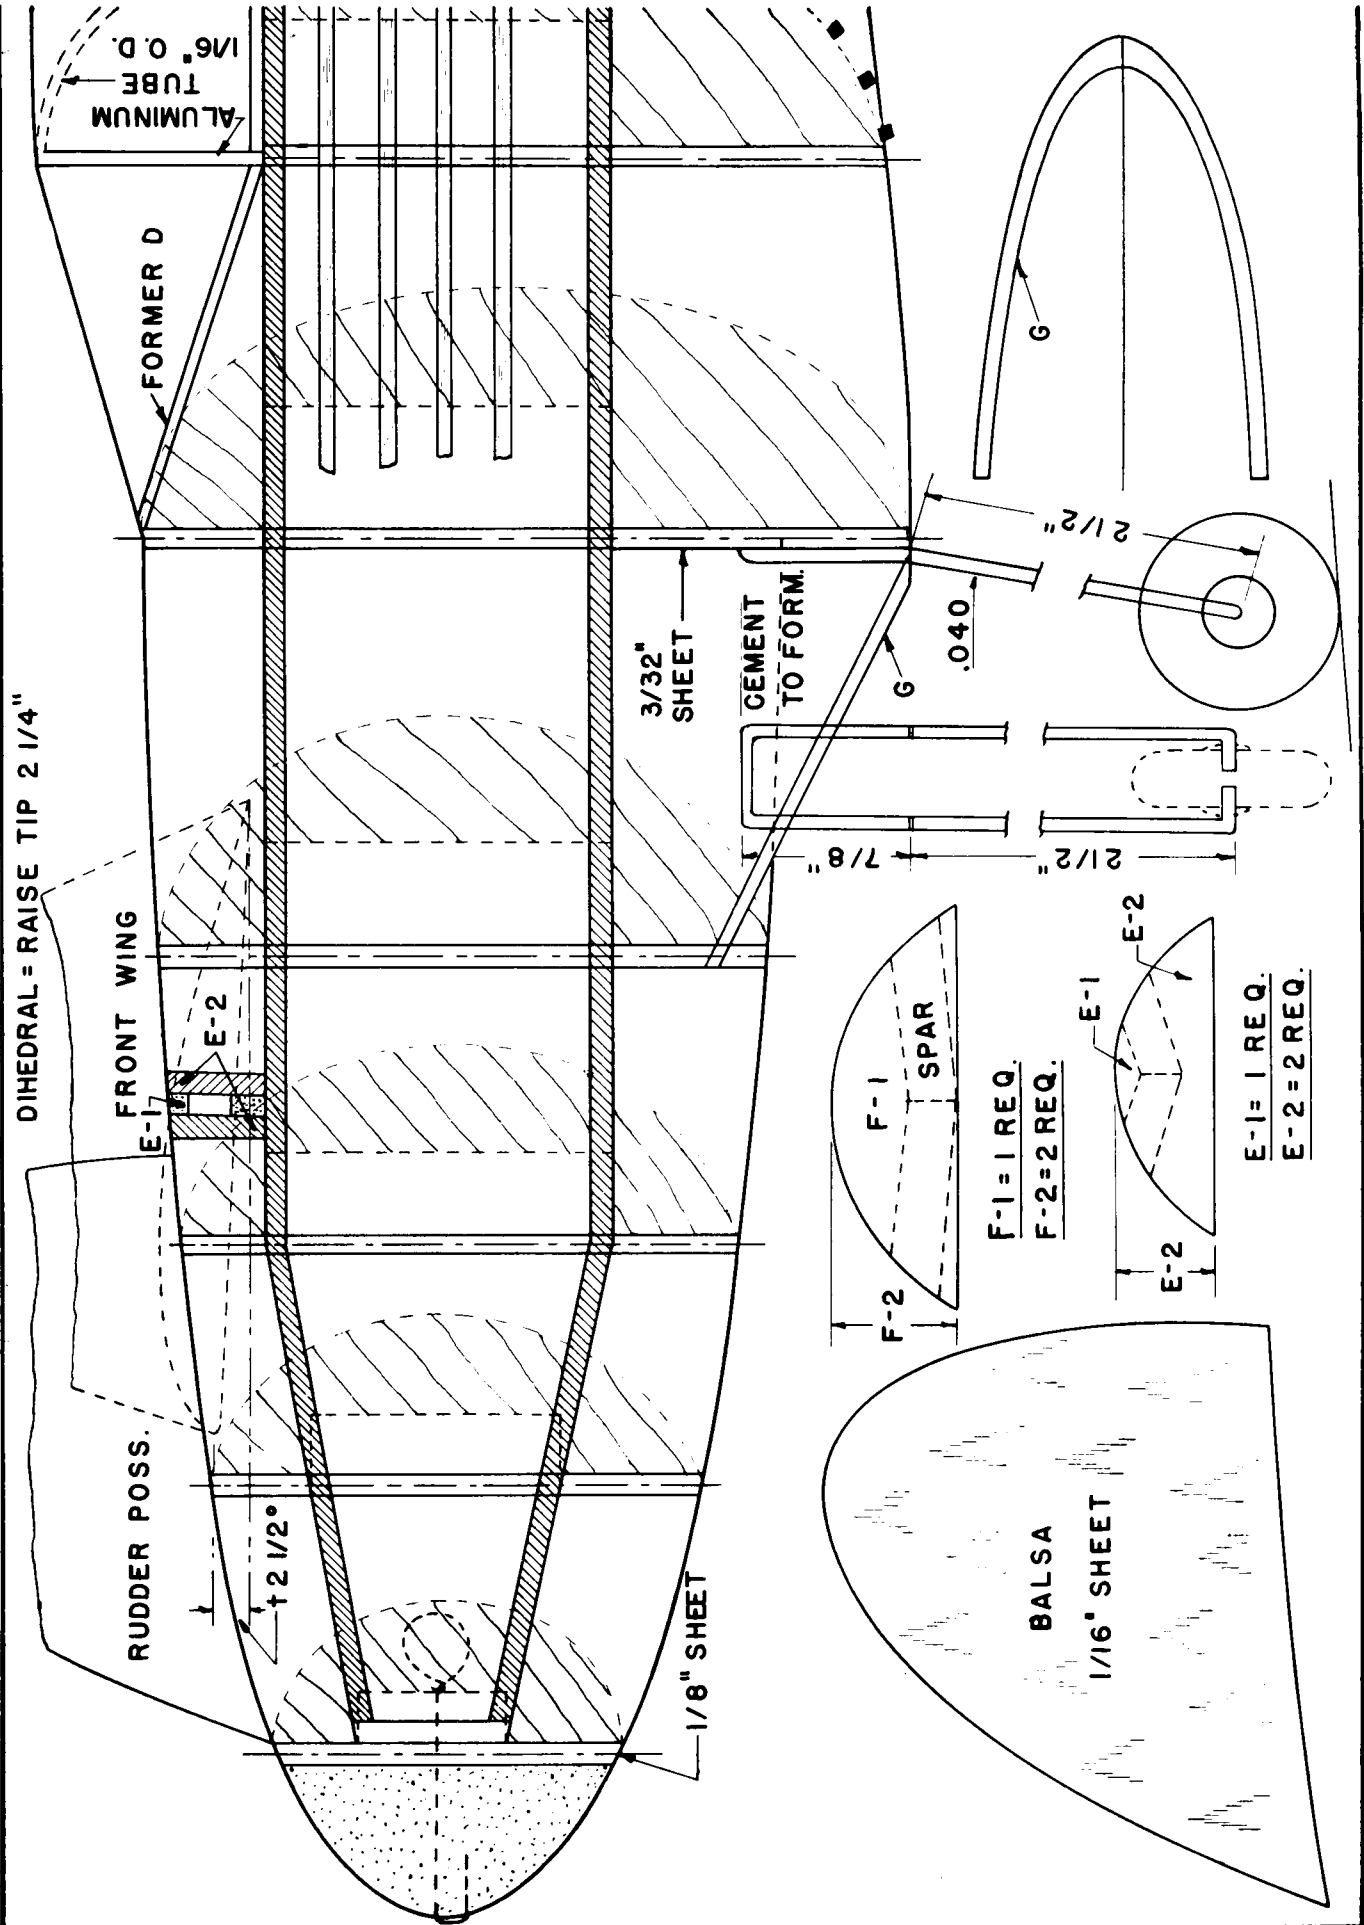 DIHEDRAL = RAISE TIP 2 1/4"
ALUMINUM
TUBE
1/16" O.D.
FORMER D
FRONT WING
E-1
E-2
RUDDER POSS.
+2 1/2°
3/32"
SHEET
CEMENT
TO FORM.
G
.040
2 1/2"
G
7/8"
2 1/2"
1/8" SHEET
F-1
SPAR
F-2
F-1 = 1 REQ.
F-2 = 2 REQ.
E-1
E-2
E-2
E-1 = 1 REQ.
E-2 = 2 REQ.
BALSA
1/16" SHEET